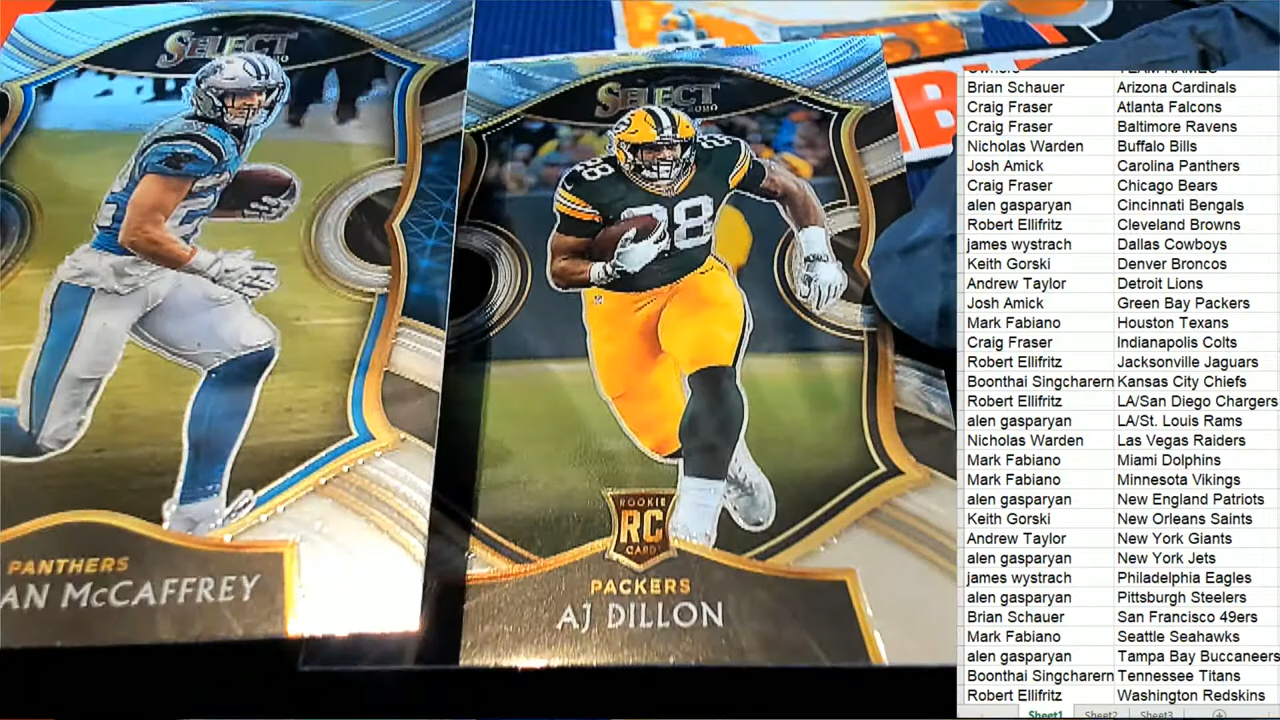 SELECT
2020
PANTHERS
AN McCAFFREY
SELECT
2020
28
28
ROOKIE
RC
CARD
PACKERS
AJ DILLON
B
Owners TEAM NAMES
Brian Schauer Arizona Cardinals
Craig Fraser Atlanta Falcons
Craig Fraser Baltimore Ravens
Nicholas Warden Buffalo Bills
Josh Amick Carolina Panthers
Craig Fraser Chicago Bears
alen gasparyan Cincinnati Bengals
Robert Ellifritz Cleveland Browns
james wystrach Dallas Cowboys
Keith Gorski Denver Broncos
Andrew Taylor Detroit Lions
Josh Amick Green Bay Packers
Mark Fabiano Houston Texans
Craig Fraser Indianapolis Colts
Robert Ellifritz Jacksonville Jaguars
Boonthai Singcharern Kansas City Chiefs
Robert Ellifritz LA/San Diego Chargers
alen gasparyan LA/St. Louis Rams
Nicholas Warden Las Vegas Raiders
Mark Fabiano Miami Dolphins
Mark Fabiano Minnesota Vikings
alen gasparyan New England Patriots
Keith Gorski New Orleans Saints
Andrew Taylor New York Giants
alen gasparyan New York Jets
james wystrach Philadelphia Eagles
alen gasparyan Pittsburgh Steelers
Brian Schauer San Francisco 49ers
Mark Fabiano Seattle Seahawks
alen gasparyan Tampa Bay Buccaneers
Boonthai Singcharern Tennessee Titans
Robert Ellifritz Washington Redskins
Sheet1 Sheet2 Sheet3